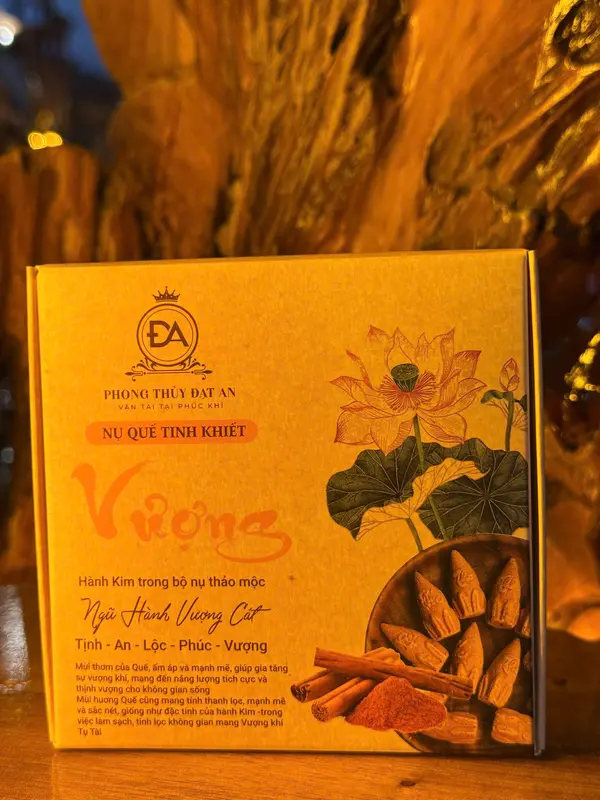 ĐA
PHONG THỦY ĐẠT AN
VẬN TÀI TẠI PHÚC KHÍ
NỤ QUẾ TINH KHIẾT
Vượng
Hành Kim trong bộ nụ thảo mộc
Ngũ Hành Vượng Cát
Tịnh - An - Lộc - Phúc - Vượng
Mùi thơm của Quế, ấm áp và mạnh mẽ, giúp gia tăng
sự vượng khí, mang đến năng lượng tích cực và
thịnh vượng cho không gian sống
Mùi hương Quế cũng mang tính thanh lọc, mạnh mẽ
và sắc nét, giống như đặc tính của hành Kim -trong
việc làm sạch, tinh lọc không gian mang Vượng khí
Tụ Tài